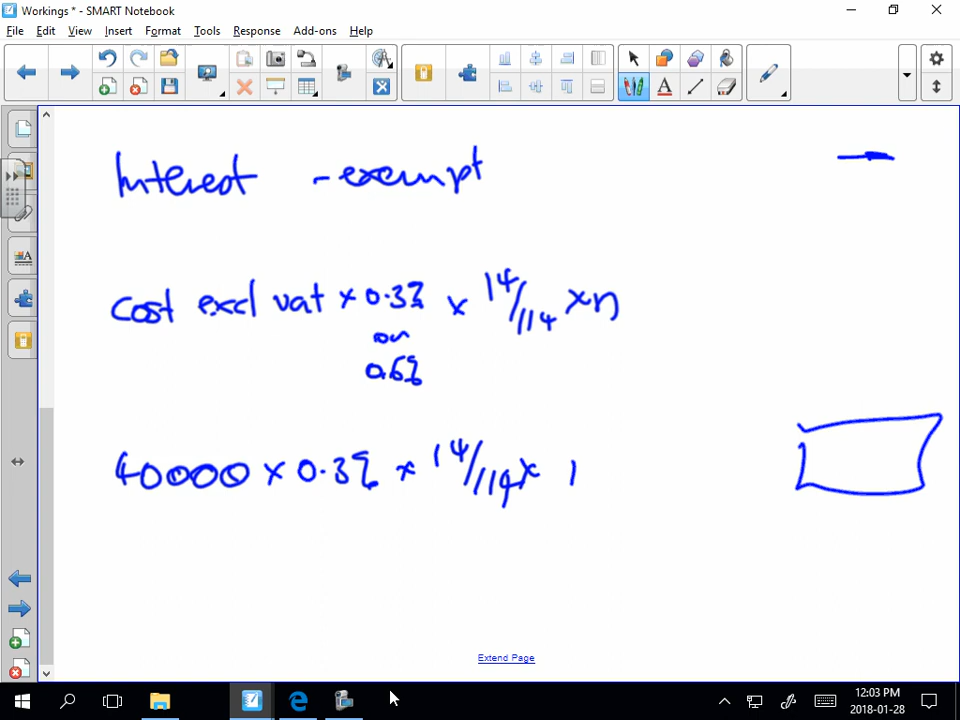 Workings * - SMART Notebook
File Edit View Insert Format Tools Response Add-ons Help
Interest - exempt
cost excl vat × 0.3% × 14/114 × n
or
0.6%
40000 × 0.3% × 14/114 × 1
Extend Page
12:03 PM
2018-01-28